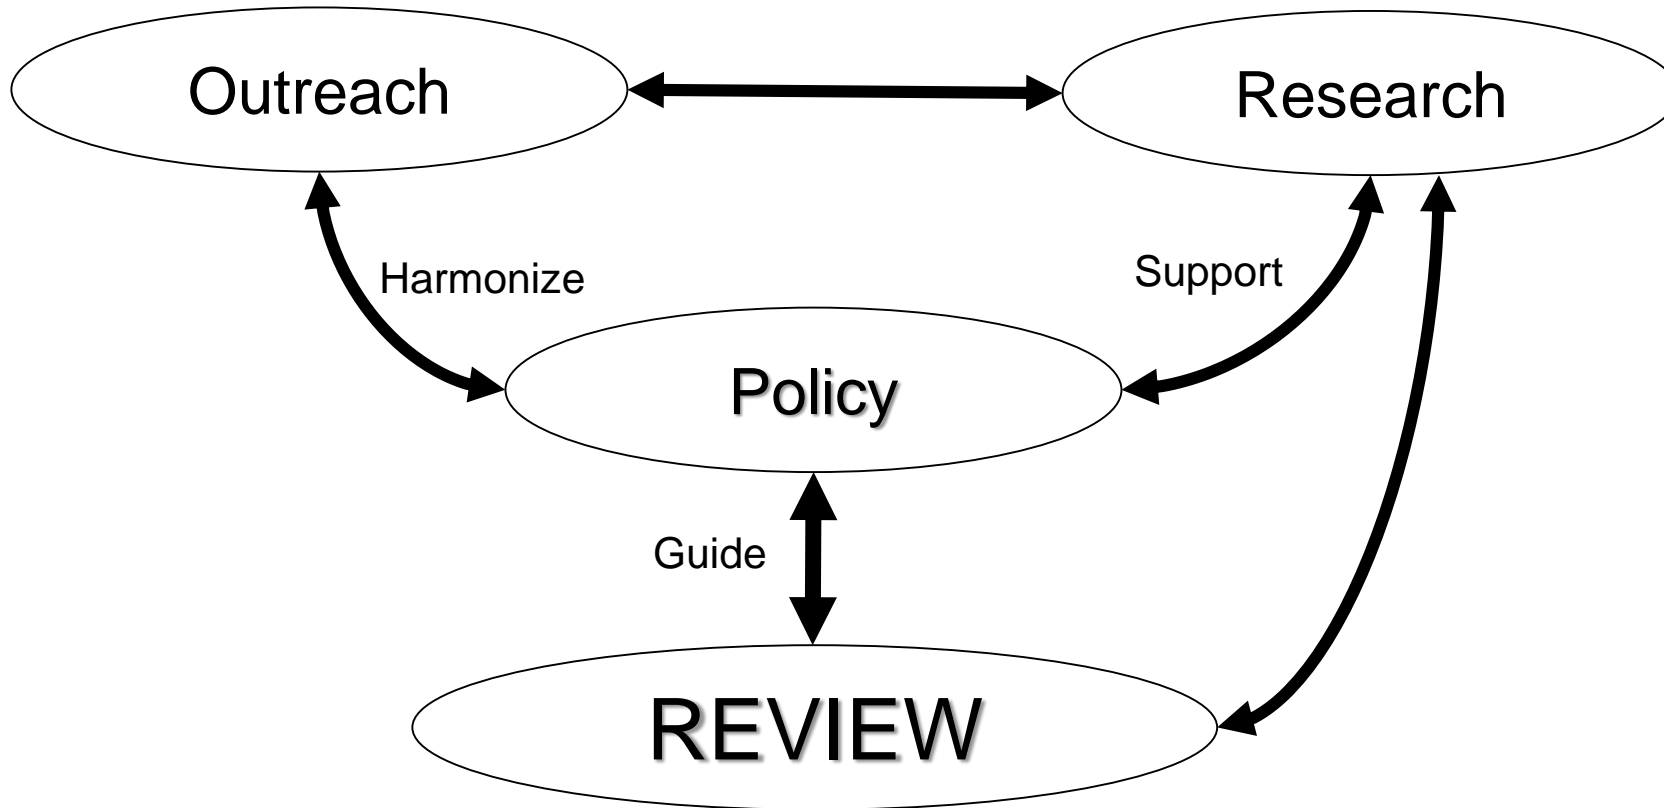 Outreach
Research
Harmonize
Support
Policy
Guide
REVIEW